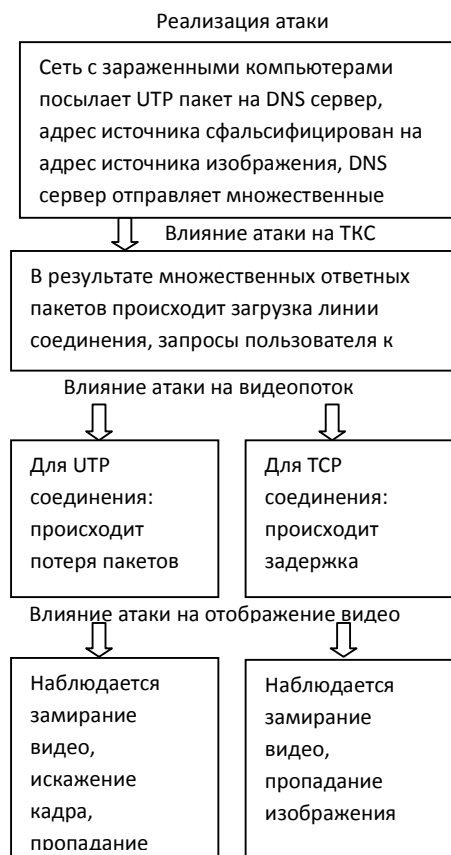 Реализация атаки
Сеть с зараженными компьютерами
посылает UTP пакет на DNS сервер,
адрес источника сфальсифицирован на
адрес источника изображения, DNS
сервер отправляет множественные
Влияние атаки на ТКС
В результате множественных ответных
пакетов происходит загрузка линии
соединения, запросы пользователя к
Влияние атаки на видеопоток
Для UTP
соединения:
происходит
потеря пакетов
Для TCP
соединения:
происходит
задержка
Влияние атаки на отображение видео
Наблюдается
замирание
видео,
искажение
кадра,
пропадание
Наблюдается
замирание
видео,
пропадание
изображения